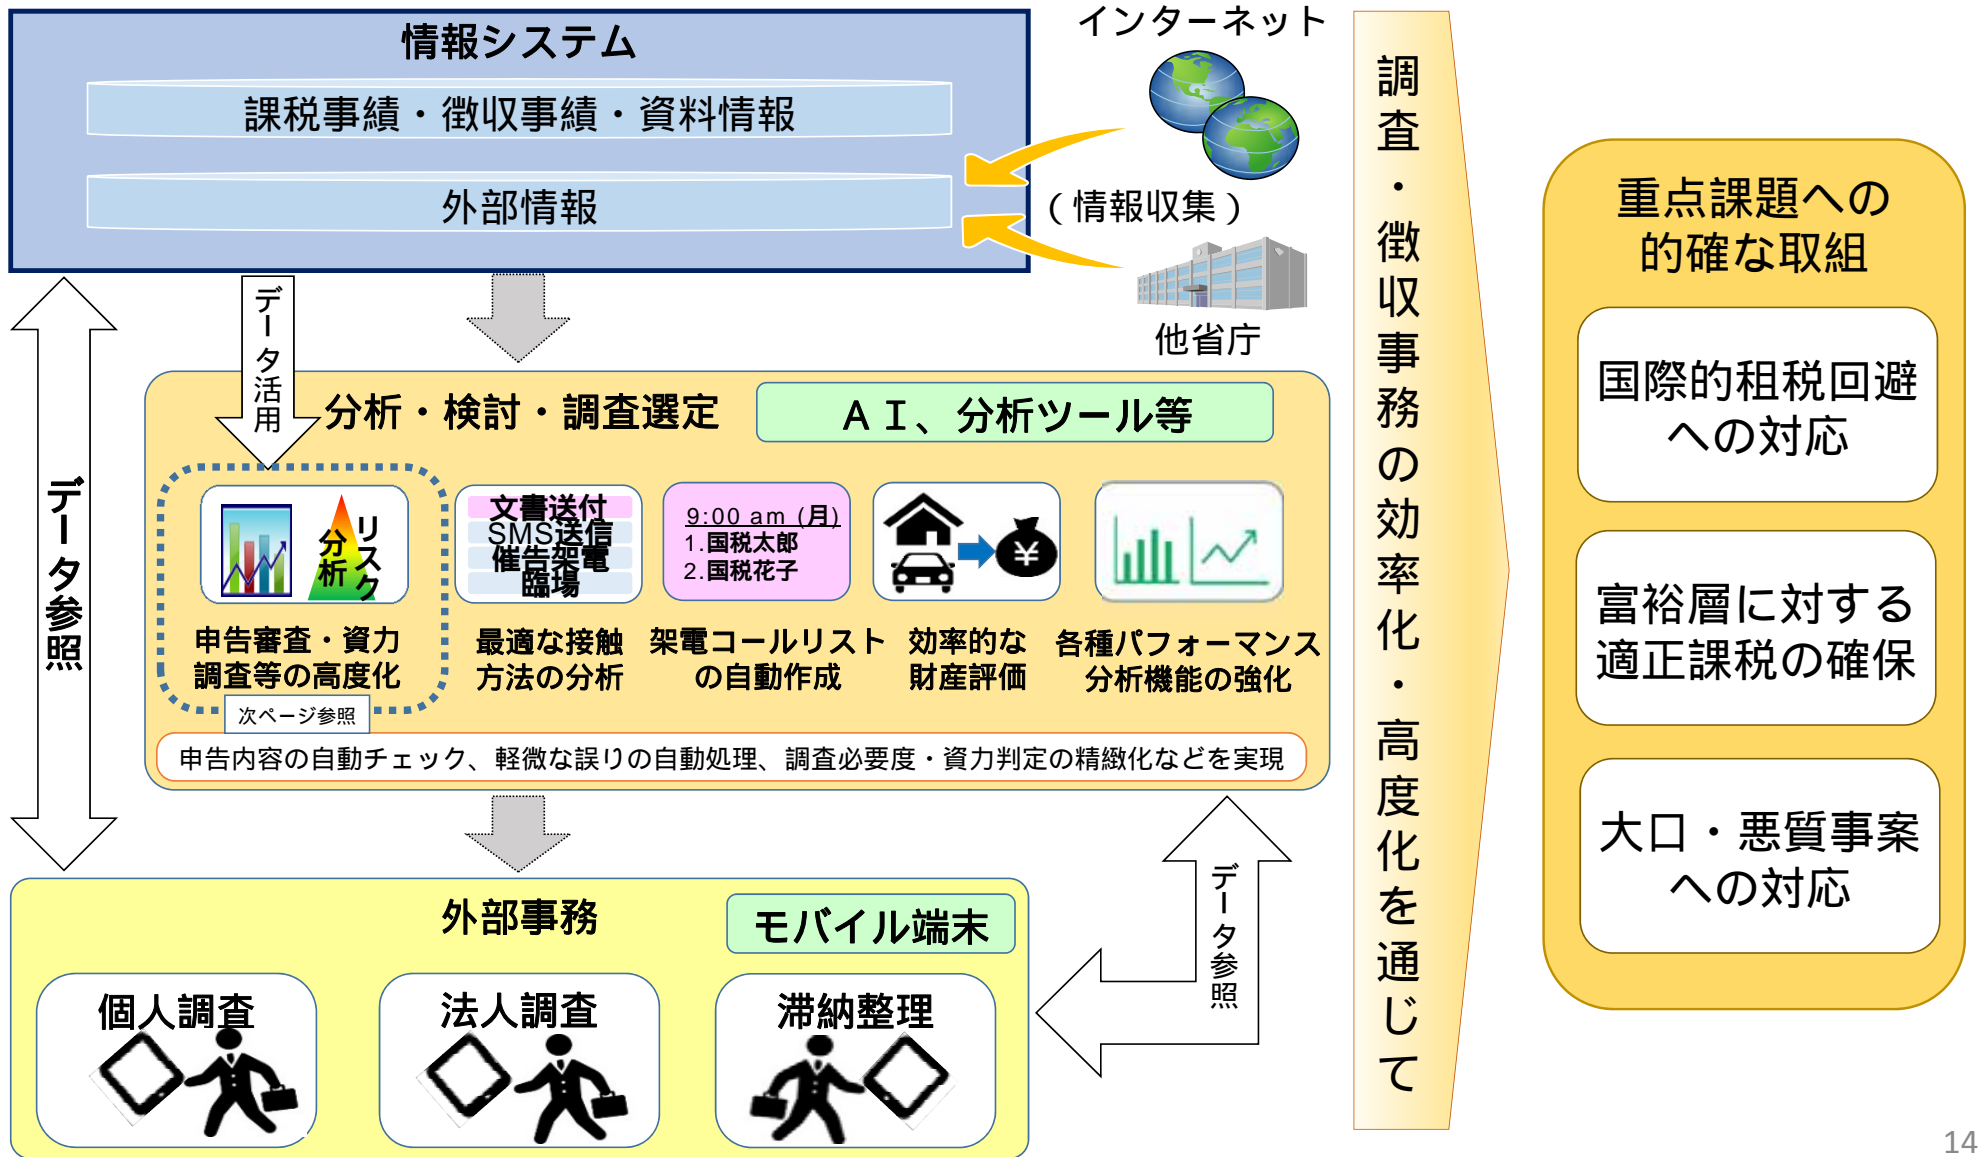 情報システム
課税事績・徴収事績・資料情報
外部情報
インターネット
(情報収集)
他省庁
データ参照
データ活用
分析・検討・調査選定
AI、分析ツール等
リスク
分析
申告審査・資力
調査等の高度化
次ページ参照
文書送付
SMS送信
催告架電
臨場
最適な接触
方法の分析
9:00 am (月)
1.国税太郎
2.国税花子
架電コールリスト
の自動作成
¥
効率的な
財産評価
各種パフォーマンス
分析機能の強化
申告内容の自動チェック、軽微な誤りの自動処理、調査必要度・資力判定の精緻化などを実現
データ参照
外部事務
モバイル端末
個人調査
法人調査
滞納整理
調査・徴収事務の効率化・高度化を通じて
重点課題への
的確な取組
国際的租税回避
への対応
富裕層に対する
適正課税の確保
大口・悪質事案
への対応
14